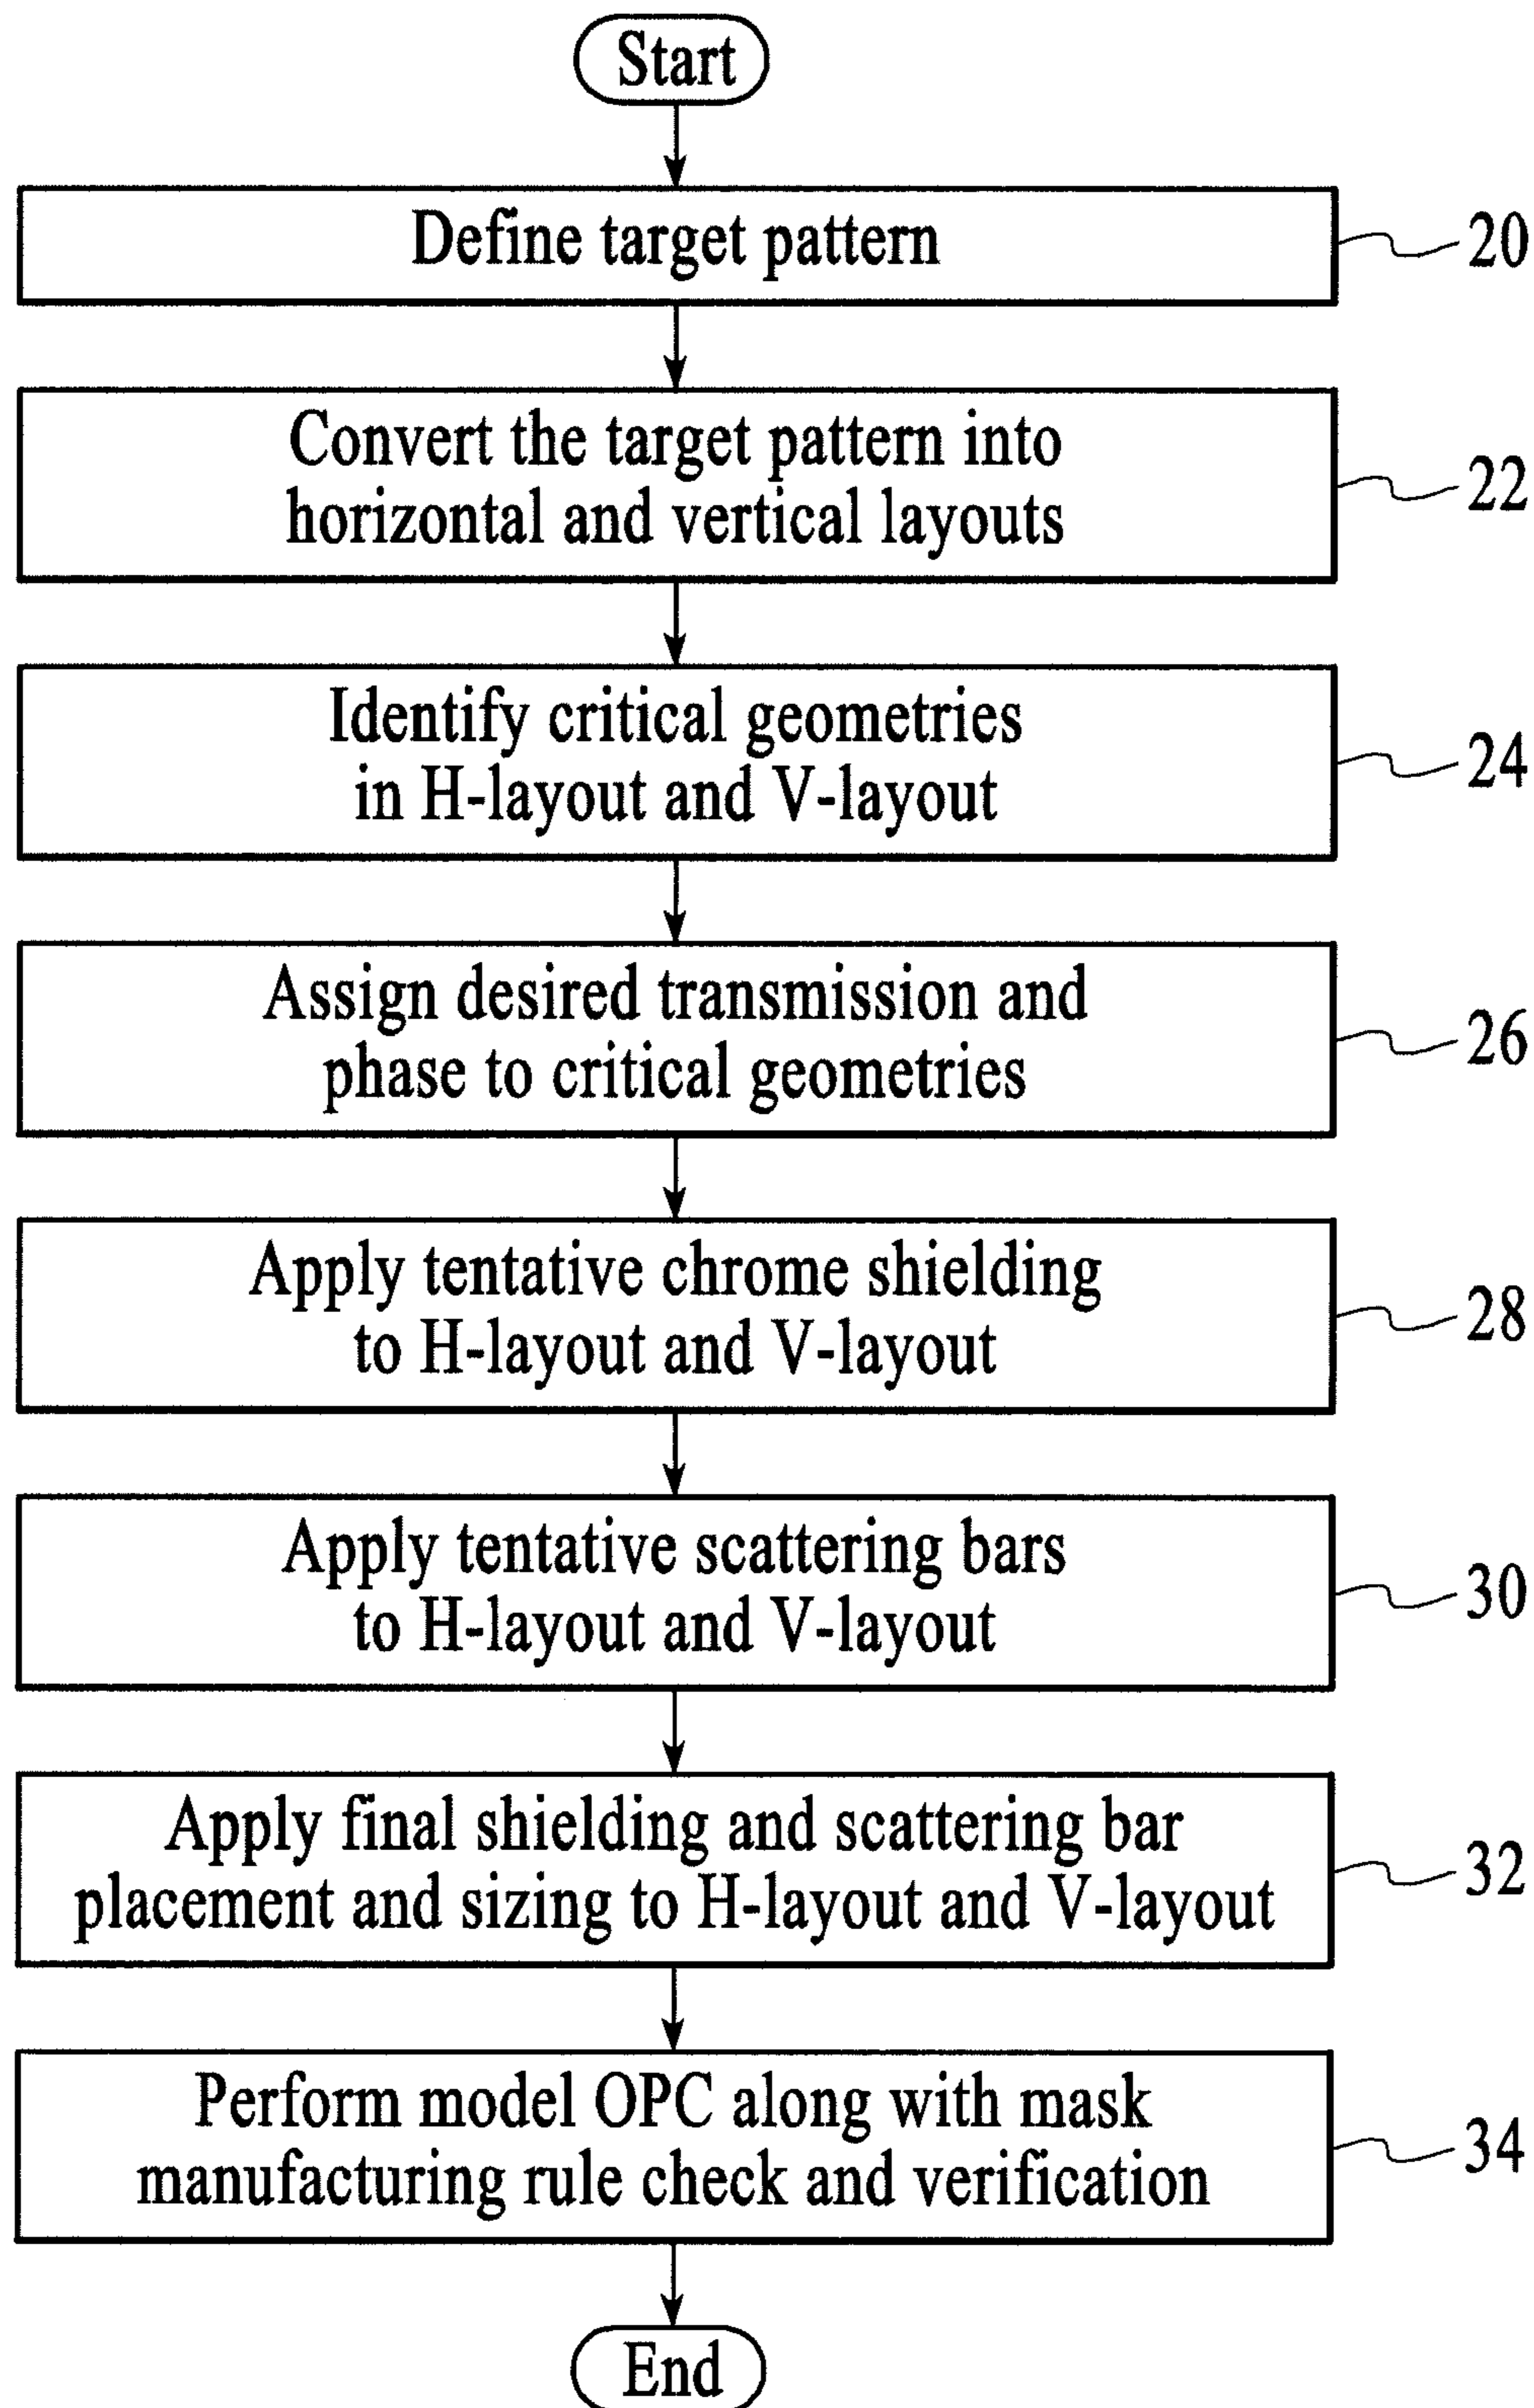 Start
Define target pattern
20
Convert the target pattern into
horizontal and vertical layouts
22
Identify critical geometries
in H-layout and V-layout
24
Assign desired transmission and
phase to critical geometries
26
Apply tentative chrome shielding
to H-layout and V-layout
28
Apply tentative scattering bars
to H-layout and V-layout
30
Apply final shielding and scattering bar
placement and sizing to H-layout and V-layout
32
Perform model OPC along with mask
manufacturing rule check and verification
34
End